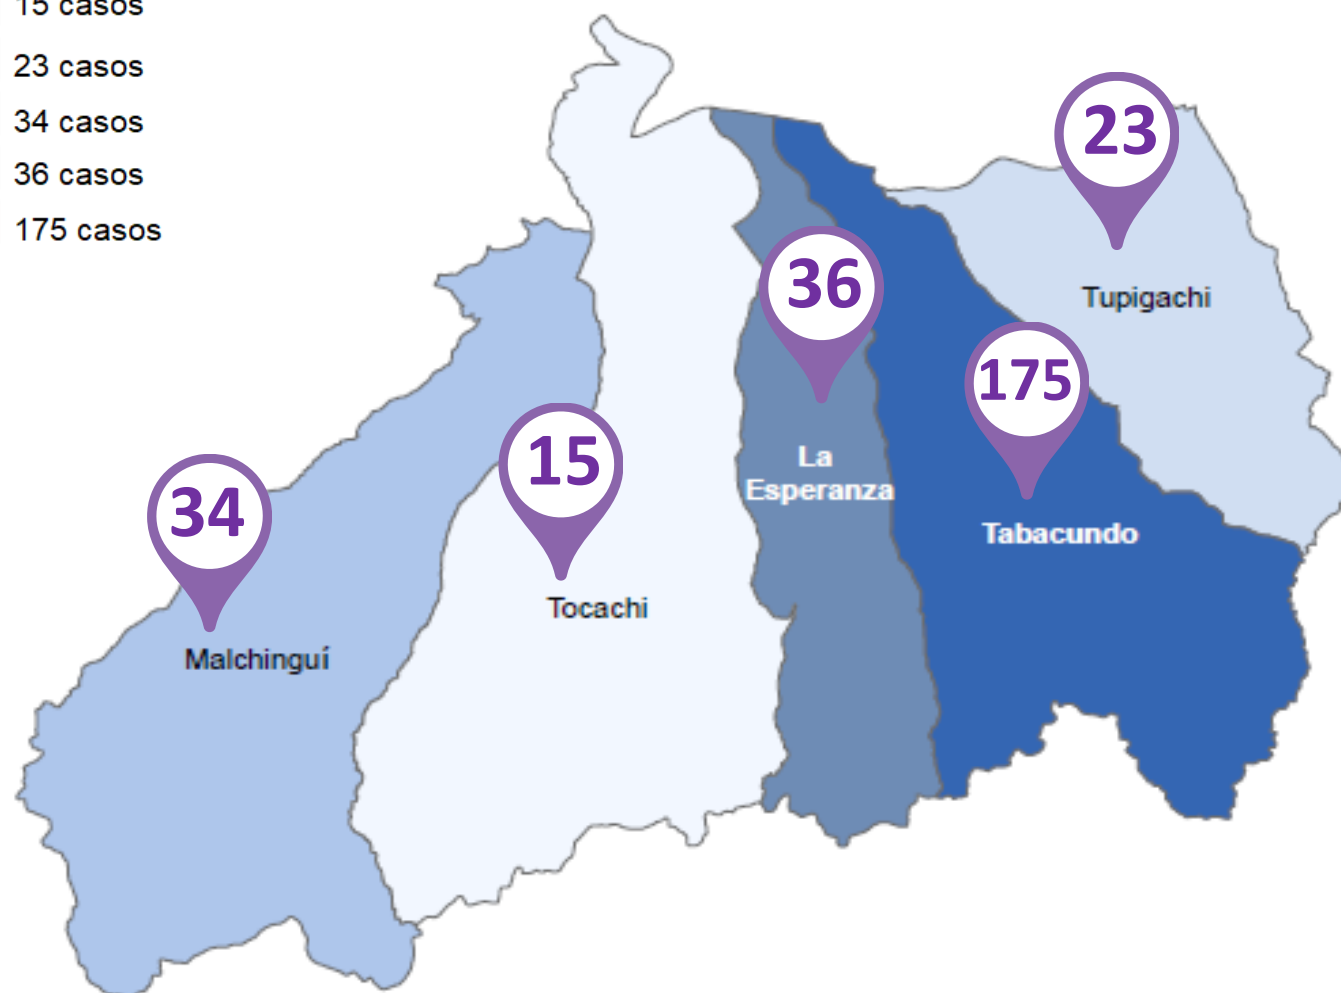 15 casos
23 casos
34 casos
36 casos
175 casos
23
Tupigachi
36
175
La
Esperanza
Tabacundo
15
Tocachi
34
Malchinguí